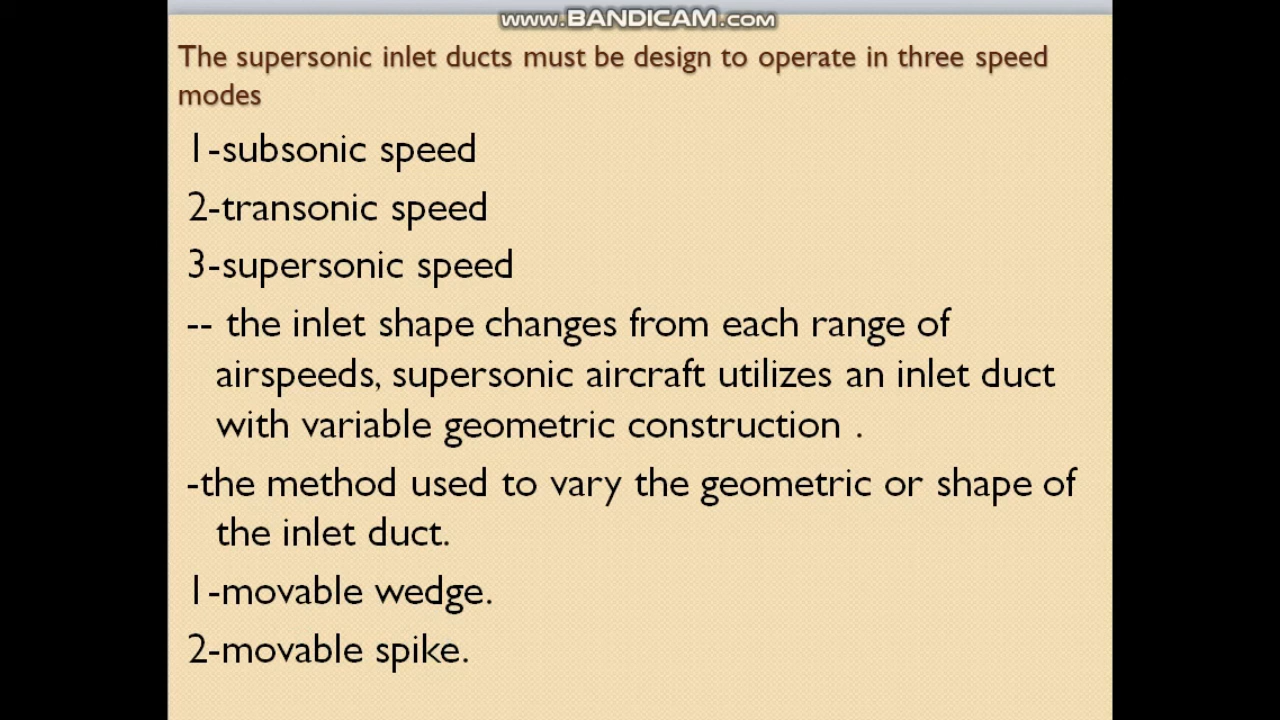 www.BANDICAM.com
The supersonic inlet ducts must be design to operate in three speed
modes
1-subsonic speed
2-transonic speed
3-supersonic speed
-- the inlet shape changes from each range of
airspeeds, supersonic aircraft utilizes an inlet duct
with variable geometric construction .
-the method used to vary the geometric or shape of
the inlet duct.
1-movable wedge.
2-movable spike.